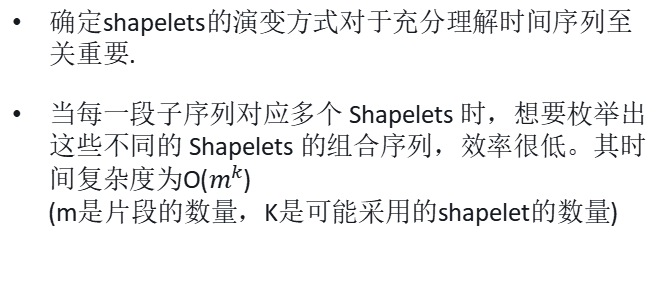 • 确定shapelets的演变方式对于充分理解时间序列至
关重要.
• 当每一段子序列对应多个 Shapelets 时，想要枚举出
这些不同的 Shapelets 的组合序列，效率很低。其时
间复杂度为O(m^k)
(m是片段的数量，K是可能采用的shapelet的数量)